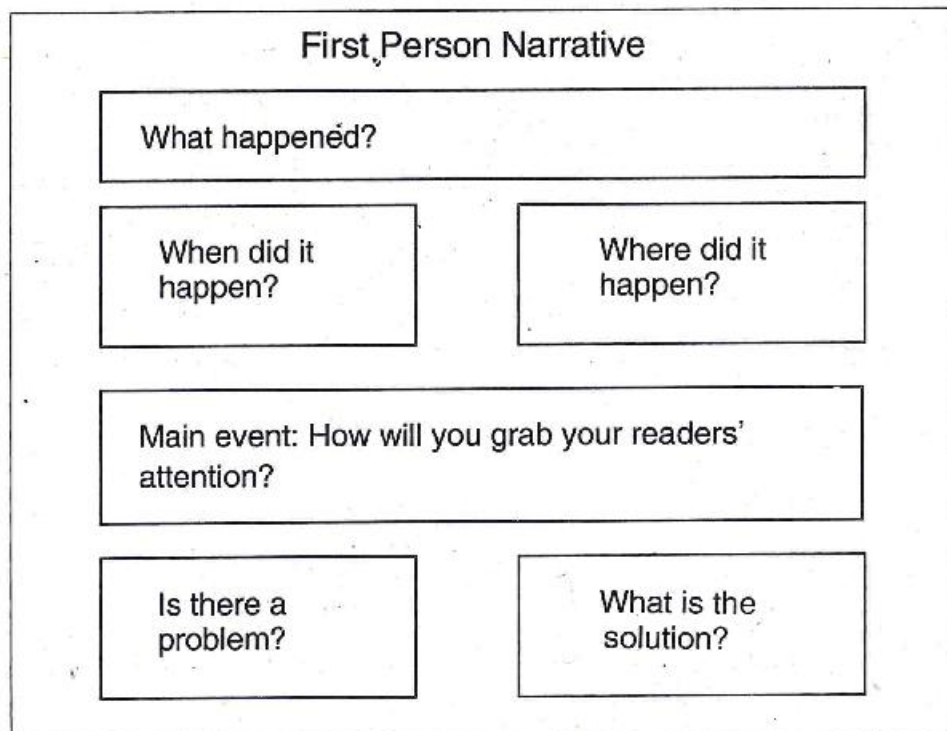 First Person Narrative
What happened?
When did it
happen?
Where did it
happen?
Main event: How will you grab your readers'
attention?
Is there a
problem?
What is the
solution?